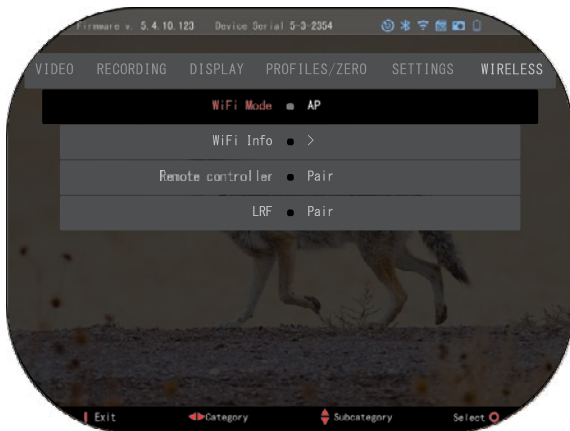 Firmware v. 5.4.10.123 Device Serial 5-3-2354
VIDEO RECORDING DISPLAY PROFILES/ZERO SETTINGS WIRELESS
WiFi Mode AP
WiFi Info >
Remote controller Pair
LRF Pair
Exit Category Subcategory Select